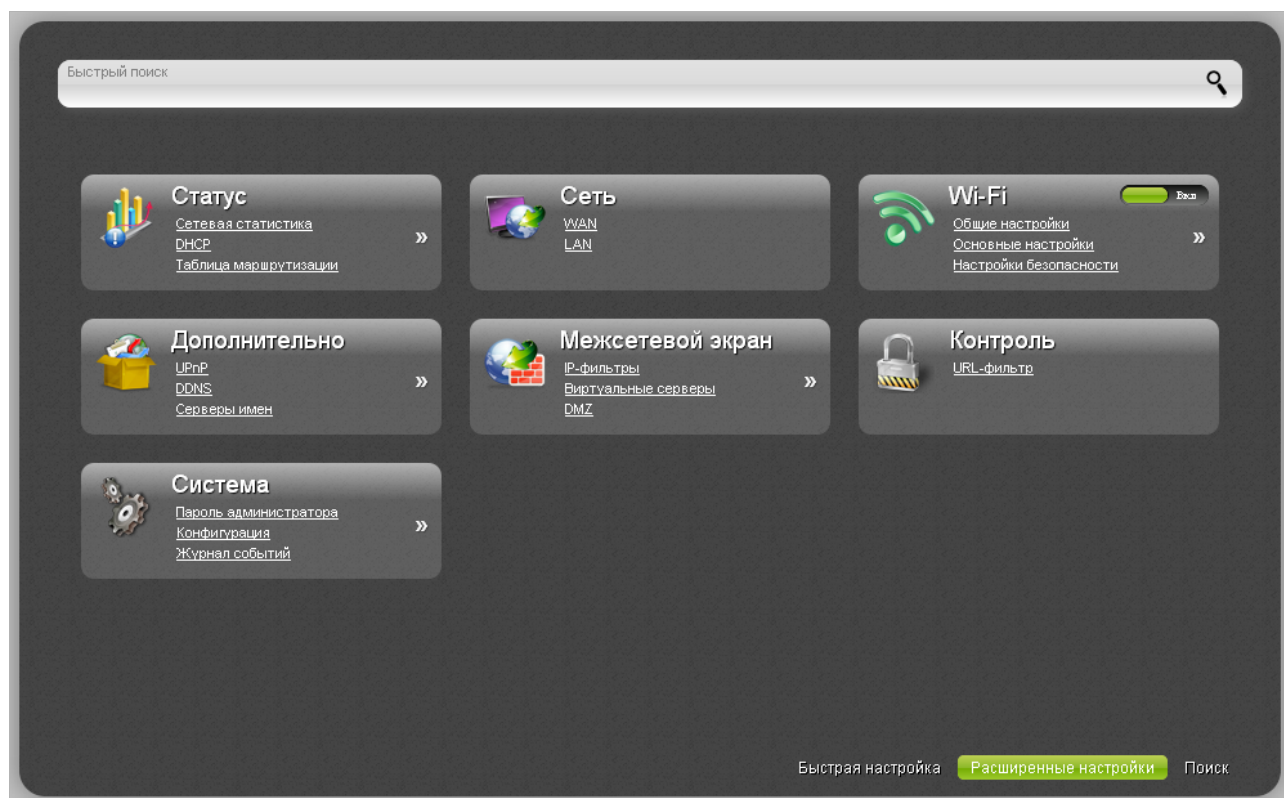 Быстрый поиск
Статус
Сетевая статистика
DHCP
Таблица маршрутизации
»
Сеть
WAN
LAN
Wi-Fi
Вкл
Общие настройки
Основные настройки
Настройки безопасности
»
Дополнительно
UPnP
DDNS
Серверы имен
»
Межсетевой экран
IP-фильтры
Виртуальные серверы
DMZ
»
Контроль
URL-фильтр
Система
Пароль администратора
Конфигурация
Журнал событий
»
Быстрая настройка Расширенные настройки Поиск